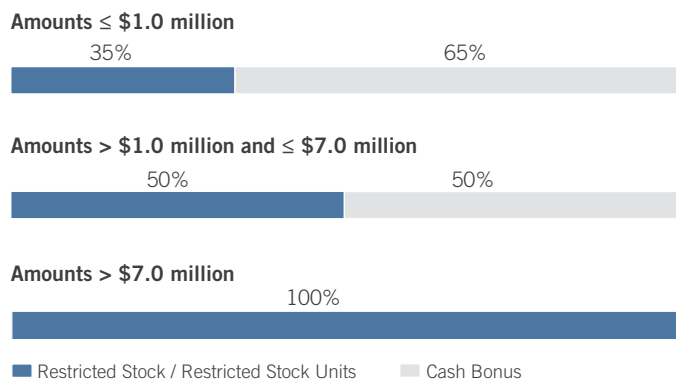 Amounts ≤ $1.0 million
35% 65%
Amounts > $1.0 million and ≤ $7.0 million
50% 50%
Amounts > $7.0 million
100%
Restricted Stock / Restricted Stock Units Cash Bonus